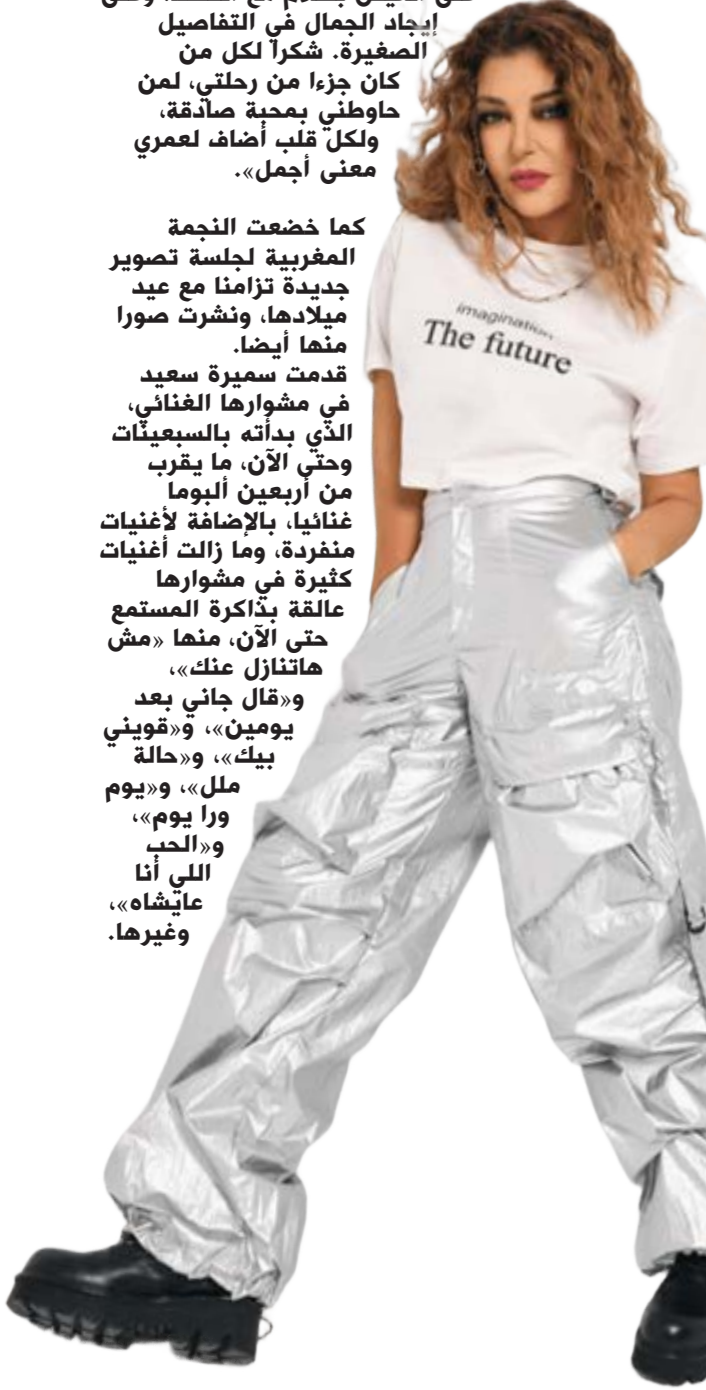 إيجاد الجمال في التفاصيل
الصغيرة. شكرا لكل من
كان جزءا من رحلتي، لمن
حاوطني بمحبة صادقة،
ولكل قلب أضاف لعمري
معنى أجمل».
كما خضعت النجمة
المغربية لجلسة تصوير
جديدة تزامنا مع عيد
ميلادها، ونشرت صورا
منها أيضا.
قدمت سميرة سعيد
في مشوارها الغنائي،
الذي بدأته بالسبعينات
وحتى الآن، ما يقرب
من أربعين ألبوما
غنائيا، بالإضافة لأغنيات
منفردة، وما زالت أغنيات
كثيرة في مشوارها
عالقة بذاكرة المستمع
حتى الآن، منها «مش
هاتنازل عنك»،
و«قال جاني بعد
يومين»، و«قويني
بيك»، و«حالة
ملل»، و«يوم
ورا يوم»،
و«الحب
اللي أنا
عايشاه»،
وغيرها.
imagination
The future